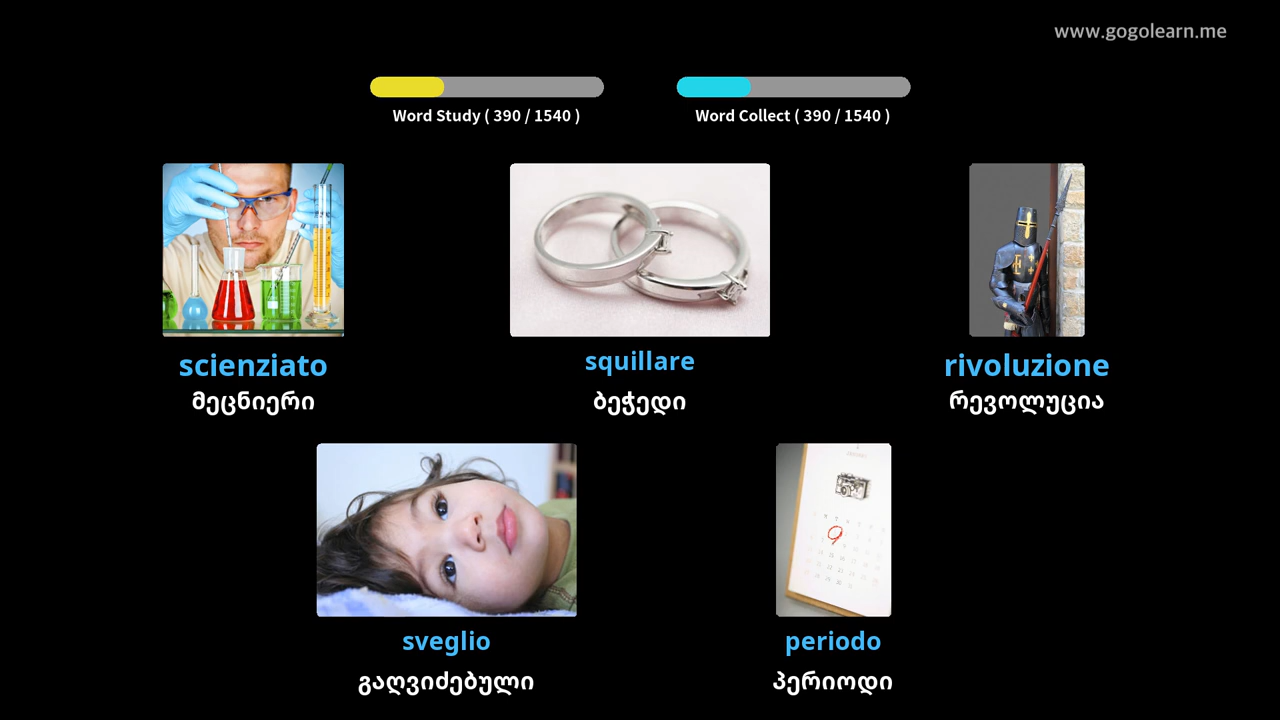 www.gogolearn.me
Word Study ( 390 / 1540 )
Word Collect ( 390 / 1540 )
scienziato
მეცნიერი
squillare
ბეჭედი
rivoluzione
რევოლუცია
sveglio
გაღვიძებული
periodo
პერიოდი